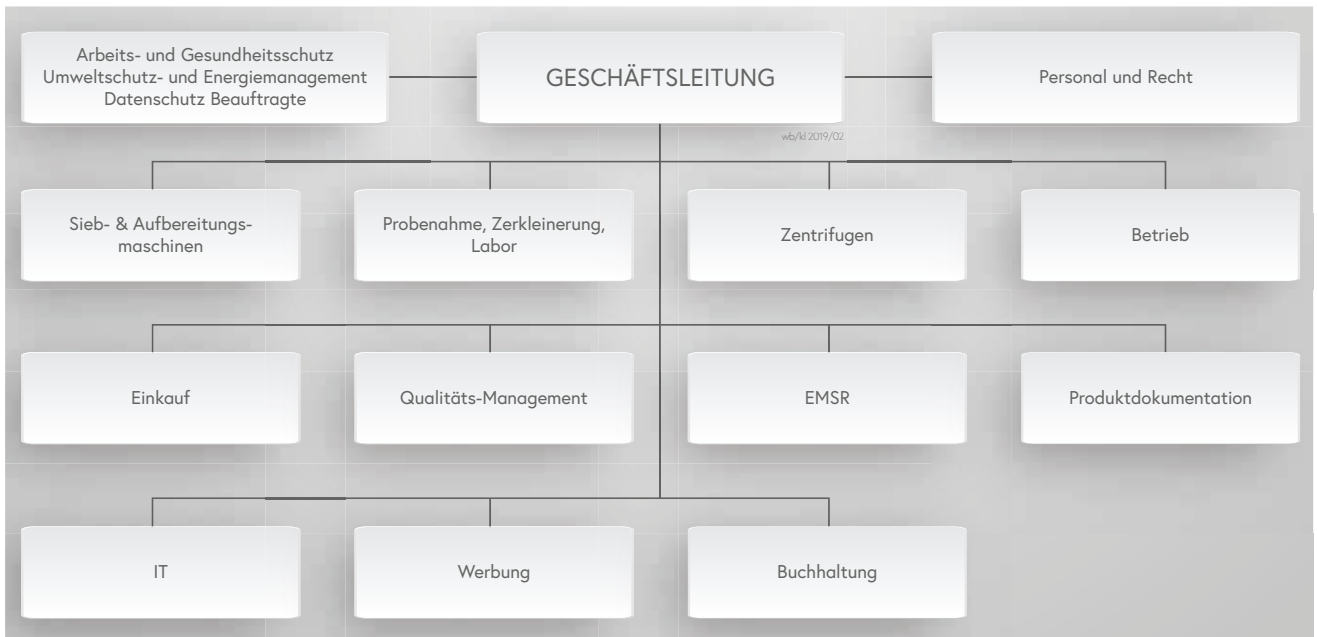 Arbeits- und Gesundheitsschutz
Umweltschutz- und Energiemanagement
Datenschutz Beauftragte
GESCHÄFTSLEITUNG
Personal und Recht
wb/kl 2019/02
Sieb- & Aufbereitungs-
maschinen
Probenahme, Zerkleinerung,
Labor
Zentrifugen
Betrieb
Einkauf
Qualitäts-Management
EMSR
Produktdokumentation
IT
Werbung
Buchhaltung